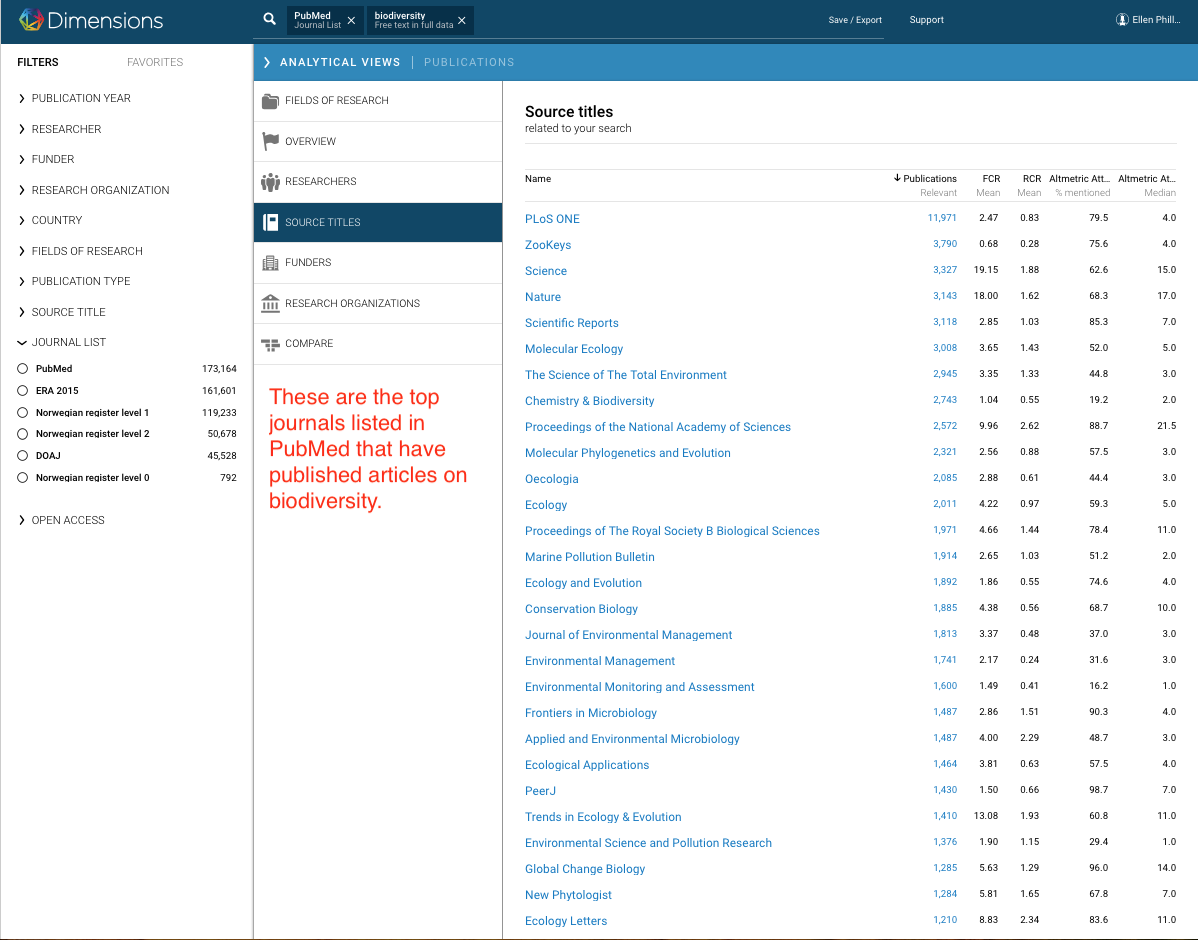 Dimensions
PubMed
Journal List
biodiversity
Free text in full data
Save / Export
Support
Ellen Phill...
FILTERS
FAVORITES
PUBLICATION YEAR
RESEARCHER
FUNDER
RESEARCH ORGANIZATION
COUNTRY
FIELDS OF RESEARCH
PUBLICATION TYPE
SOURCE TITLE
JOURNAL LIST
PubMed 173,164
ERA 2015 161,601
Norwegian register level 1 119,233
Norwegian register level 2 50,678
DOAJ 45,528
Norwegian register level 0 792
OPEN ACCESS
ANALYTICAL VIEWS | PUBLICATIONS
FIELDS OF RESEARCH
OVERVIEW
RESEARCHERS
SOURCE TITLES
FUNDERS
RESEARCH ORGANIZATIONS
COMPARE
These are the top
journals listed in
PubMed that have
published articles on
biodiversity.
Source titles
related to your search
Name Publications FCR RCR Altmetric Att... Altmetric At...
Relevant Mean Mean % mentioned Median
PLoS ONE 11,971 2.47 0.83 79.5 4.0
ZooKeys 3,790 0.68 0.28 75.6 4.0
Science 3,327 19.15 1.88 62.6 15.0
Nature 3,143 18.00 1.62 68.3 17.0
Scientific Reports 3,118 2.85 1.03 85.3 7.0
Molecular Ecology 3,008 3.65 1.43 52.0 5.0
The Science of The Total Environment 2,945 3.35 1.33 44.8 3.0
Chemistry & Biodiversity 2,743 1.04 0.55 19.2 2.0
Proceedings of the National Academy of Sciences 2,572 9.96 2.62 88.7 21.5
Molecular Phylogenetics and Evolution 2,321 2.56 0.88 57.5 3.0
Oecologia 2,085 2.88 0.61 44.4 3.0
Ecology 2,011 4.22 0.97 59.3 5.0
Proceedings of The Royal Society B Biological Sciences 1,971 4.66 1.44 78.4 11.0
Marine Pollution Bulletin 1,914 2.65 1.03 51.2 2.0
Ecology and Evolution 1,892 1.86 0.55 74.6 4.0
Conservation Biology 1,885 4.38 0.56 68.7 10.0
Journal of Environmental Management 1,813 3.37 0.48 37.0 3.0
Environmental Management 1,741 2.17 0.24 31.6 3.0
Environmental Monitoring and Assessment 1,600 1.49 0.41 16.2 1.0
Frontiers in Microbiology 1,487 2.86 1.51 90.3 4.0
Applied and Environmental Microbiology 1,487 4.00 2.29 48.7 3.0
Ecological Applications 1,464 3.81 0.63 57.5 4.0
PeerJ 1,430 1.50 0.66 98.7 7.0
Trends in Ecology & Evolution 1,410 13.08 1.93 60.8 11.0
Environmental Science and Pollution Research 1,376 1.90 1.15 29.4 1.0
Global Change Biology 1,285 5.63 1.29 96.0 14.0
New Phytologist 1,284 5.81 1.65 67.8 7.0
Ecology Letters 1,210 8.83 2.34 83.6 11.0